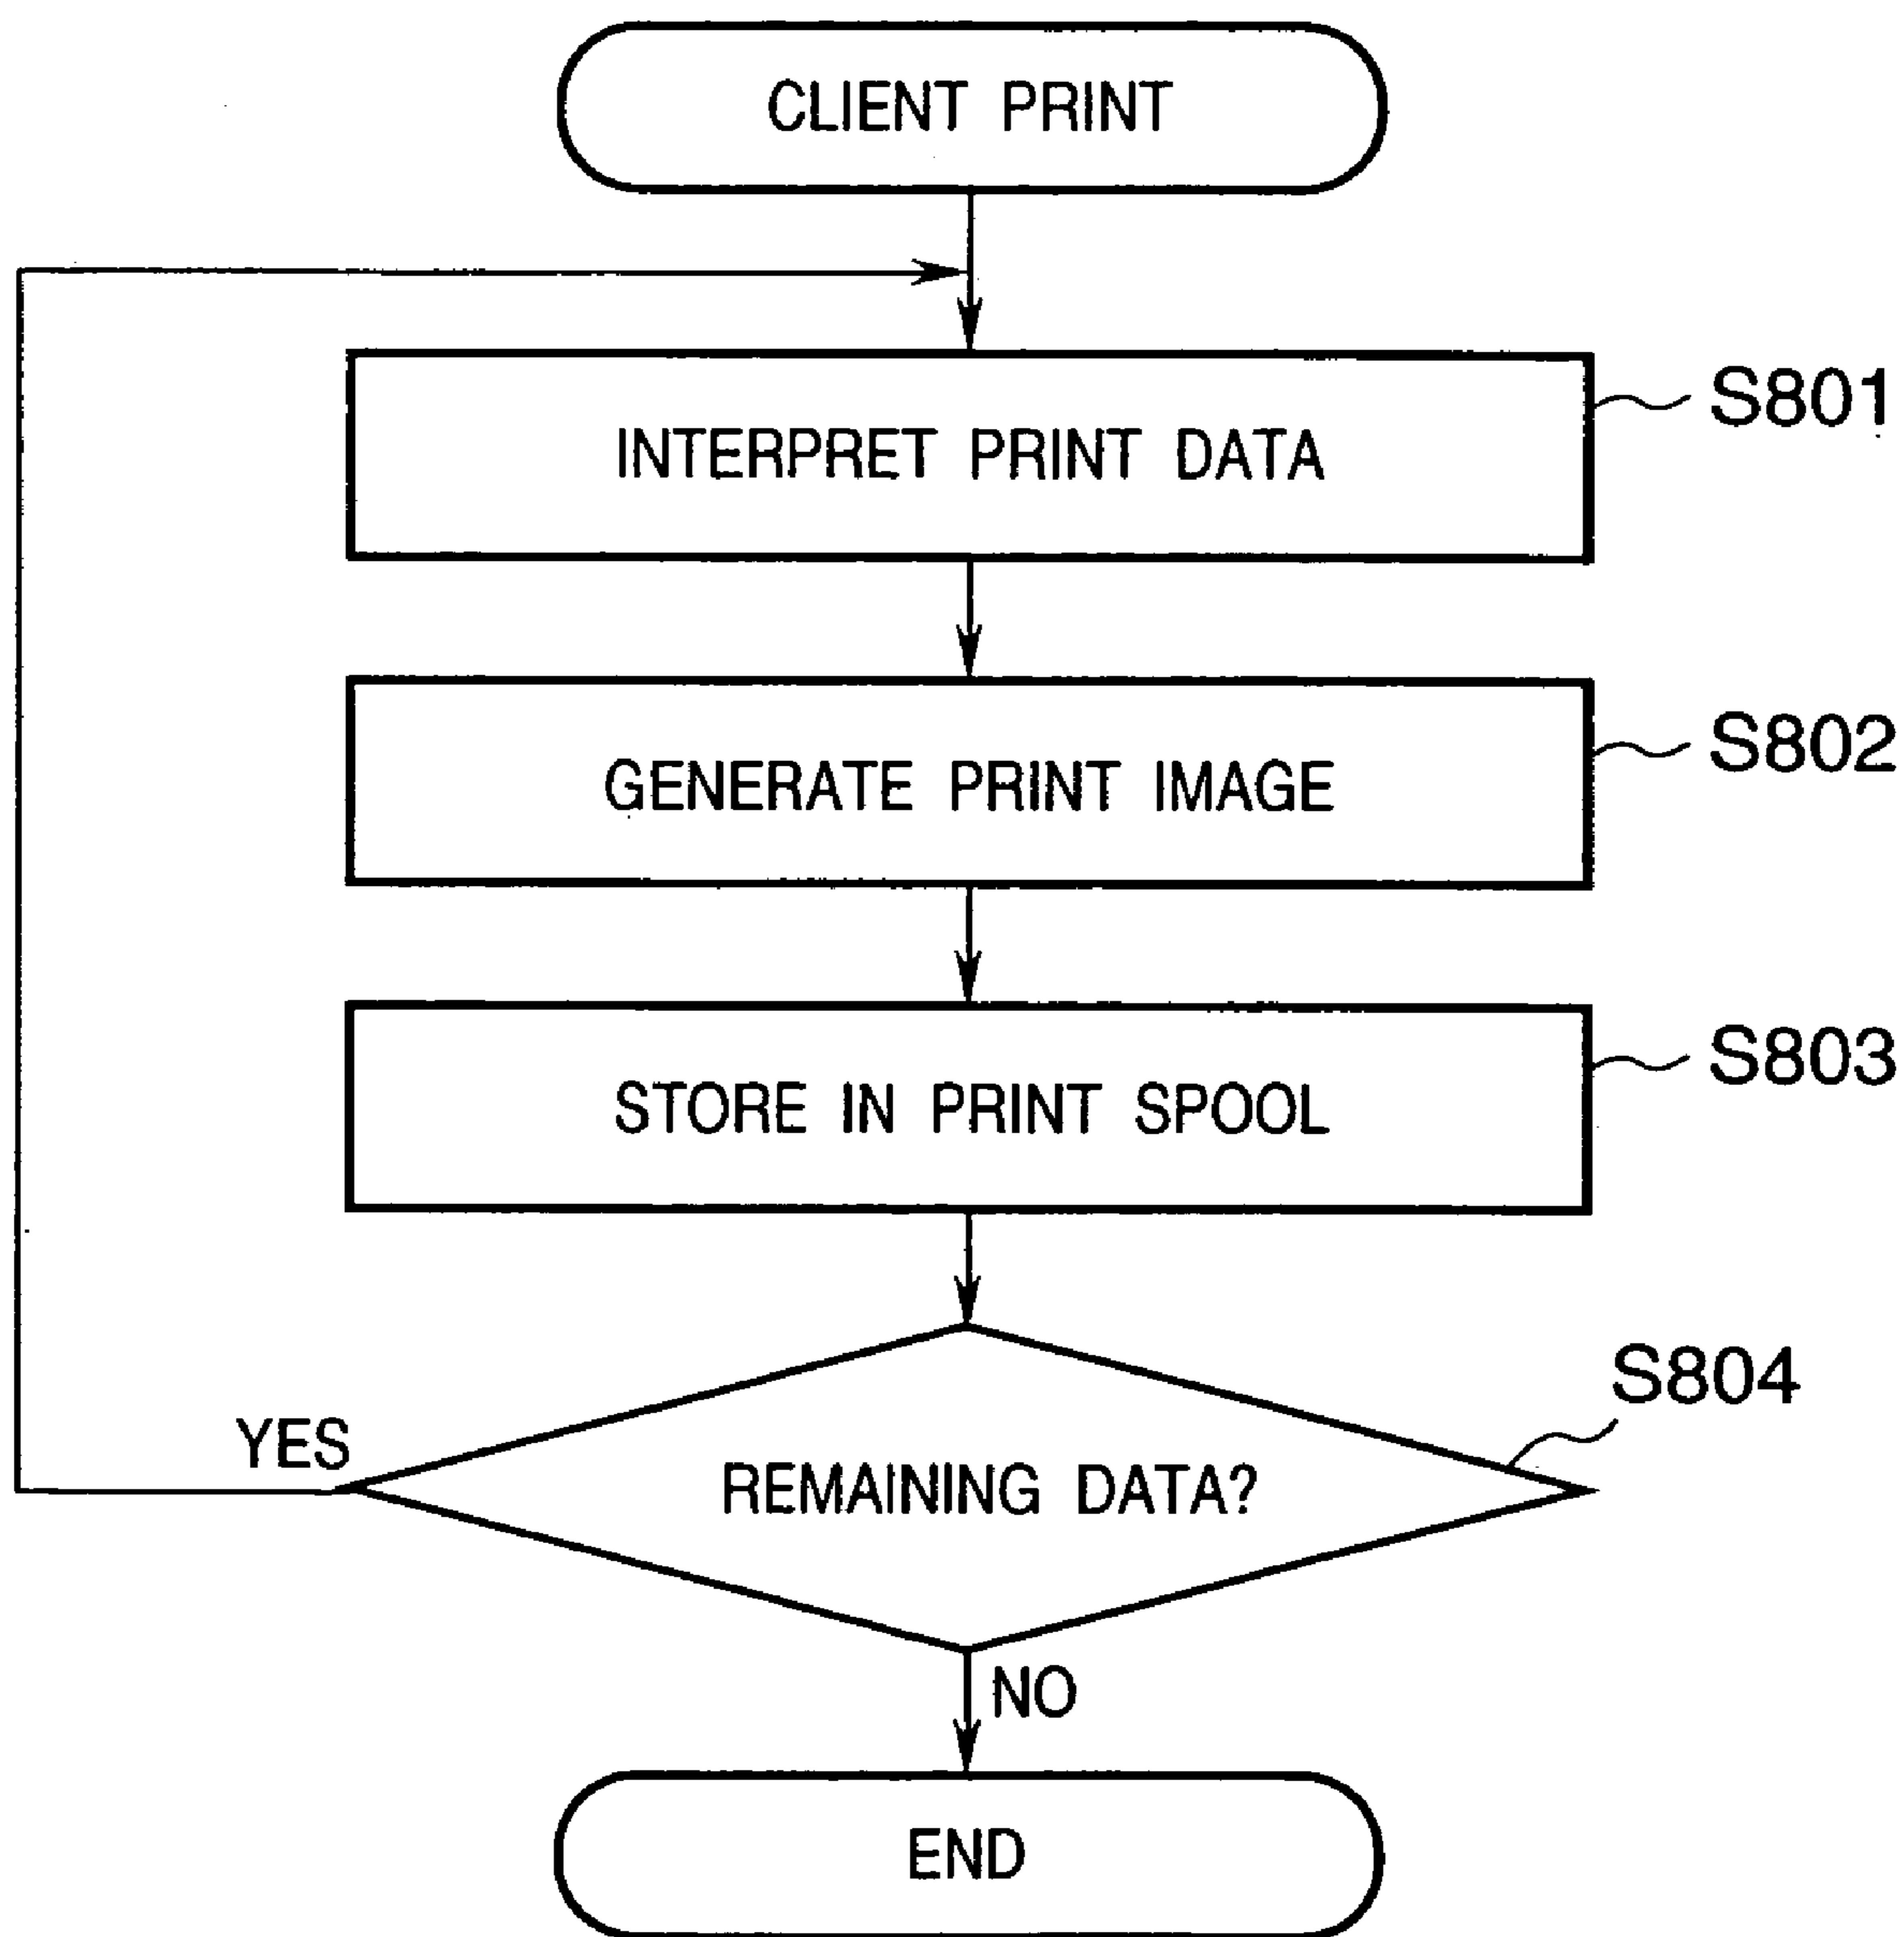 CLIENT PRINT
INTERPRET PRINT DATA
S801
GENERATE PRINT IMAGE
S802
STORE IN PRINT SPOOL
S803
S804
YES
REMAINING DATA?
NO
END